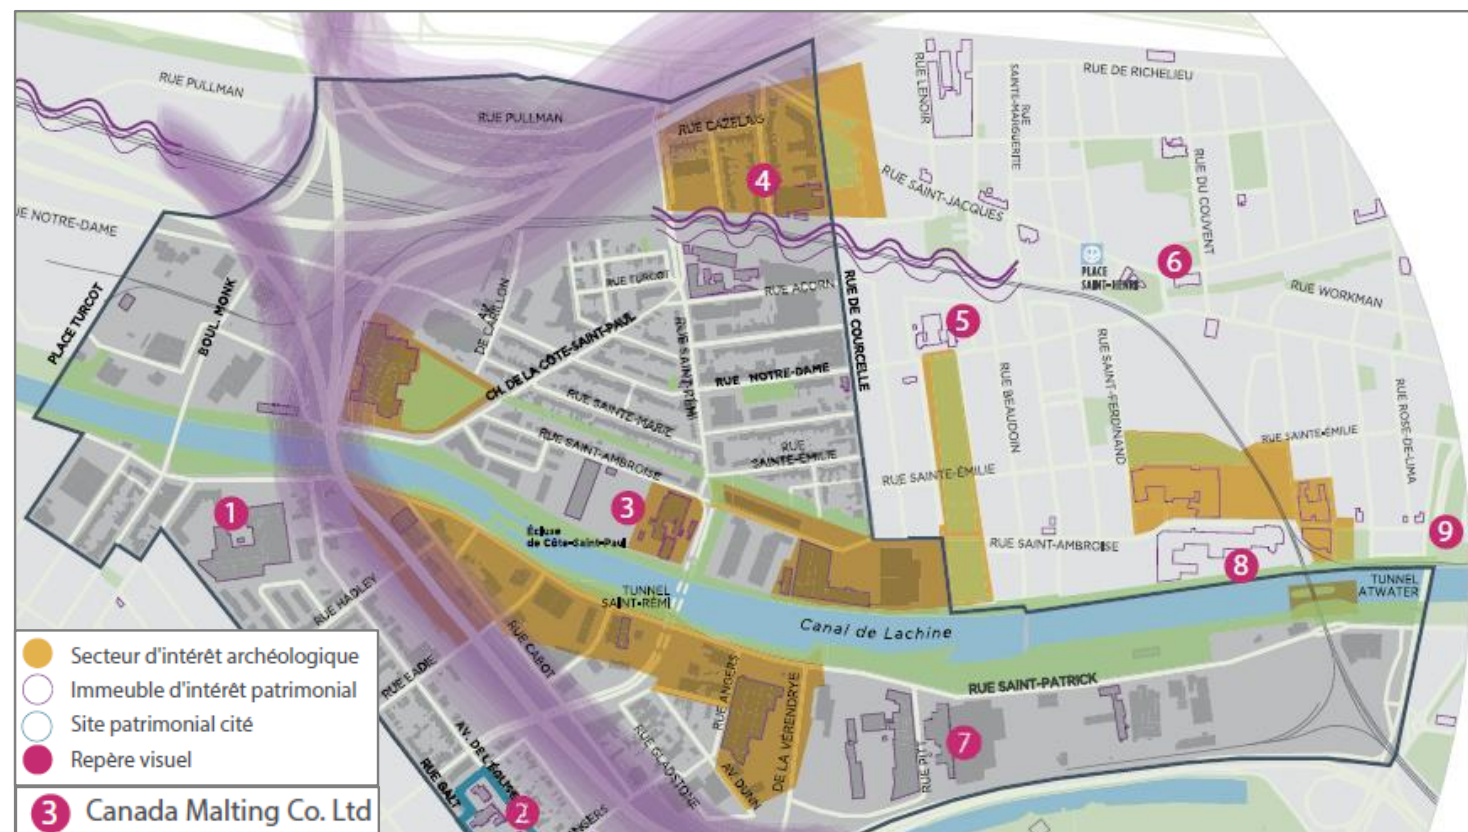 RUE PULLMAN
RUE PULLMAN
RUE CAZELAIS
RUE LENOIR
RUE
SAINTE-MARGUERITE
RUE DE RICHELIEU
RUE DU COUVENT
RUE SAINT-JACQUES
4
E NOTRE-DAME
PLACE TURCOT
BOUL. MONK
AV.
DE CARILLON
RUE TURCOT
RUE ACORN
RUE DE COURCELLE
PLACE
SAINT-HENRI
6
RUE WORKMAN
5
CH. DE LA CÔTE-SAINT-PAUL
RUE SAINT-RÉMI
RUE NOTRE-DAME
RUE SAINTE-MARIE
RUE SAINT-AMBROISE
RUE
SAINTE-ÉMILIE
RUE BEAUDOIN
RUE SAINT-FERDINAND
RUE SAINTE-ÉMILIE
RUE SAINTE-ÉMILIE
RUE ROSE-DE-LIMA
1
3
Écluse
de Côte-Saint-Paul
RUE SAINT-AMBROISE
8
9
TUNNEL
SAINT-RÉMI
TUNNEL
ATWATER
Canal de Lachine
RUE HADLEY
RUE CABOT
RUE EADIE
RUE ANGERS
DE LA VÉRENDRYE
RUE SAINT-PATRICK
AV. DE L'ÉGLISE
RUE GLADSTONE
AV. DUNN
RUE PITT
7
RUE GALT
2
NGERS
Secteur d'intérêt archéologique
Immeuble d'intérêt patrimonial
Site patrimonial cité
Repère visuel
3 Canada Malting Co. Ltd